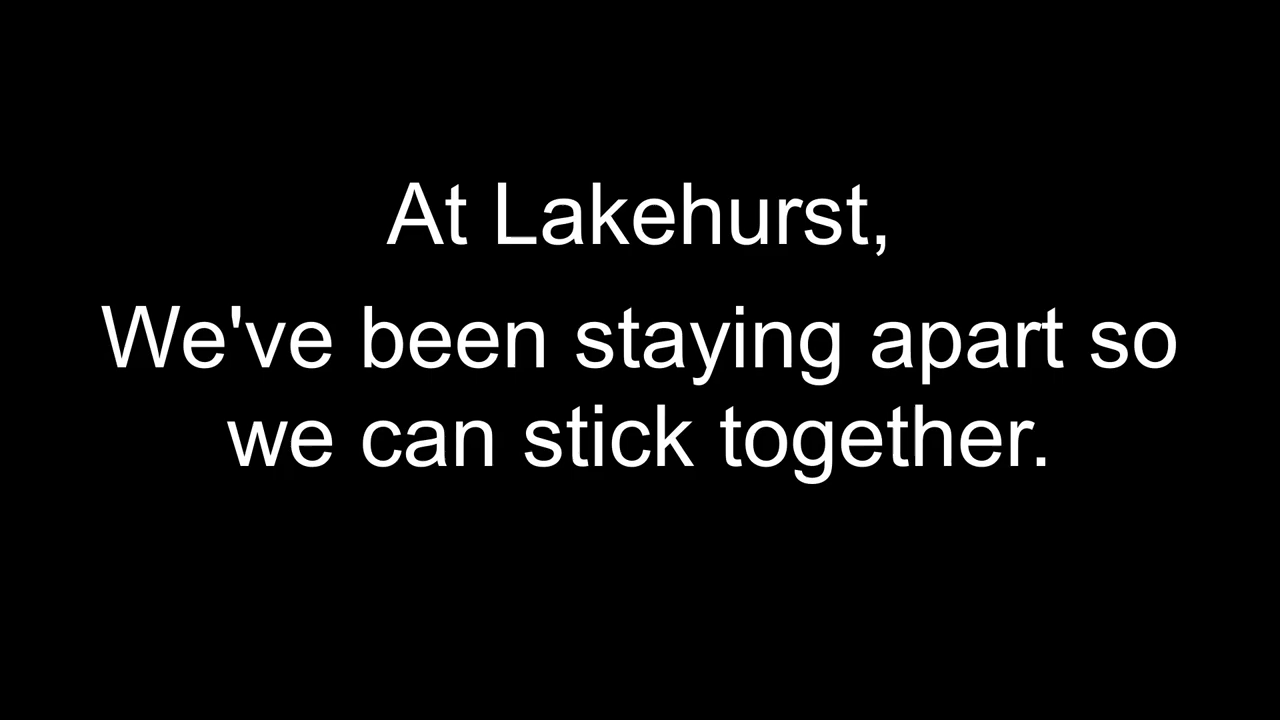 At Lakehurst,
We've been staying apart so
we can stick together.